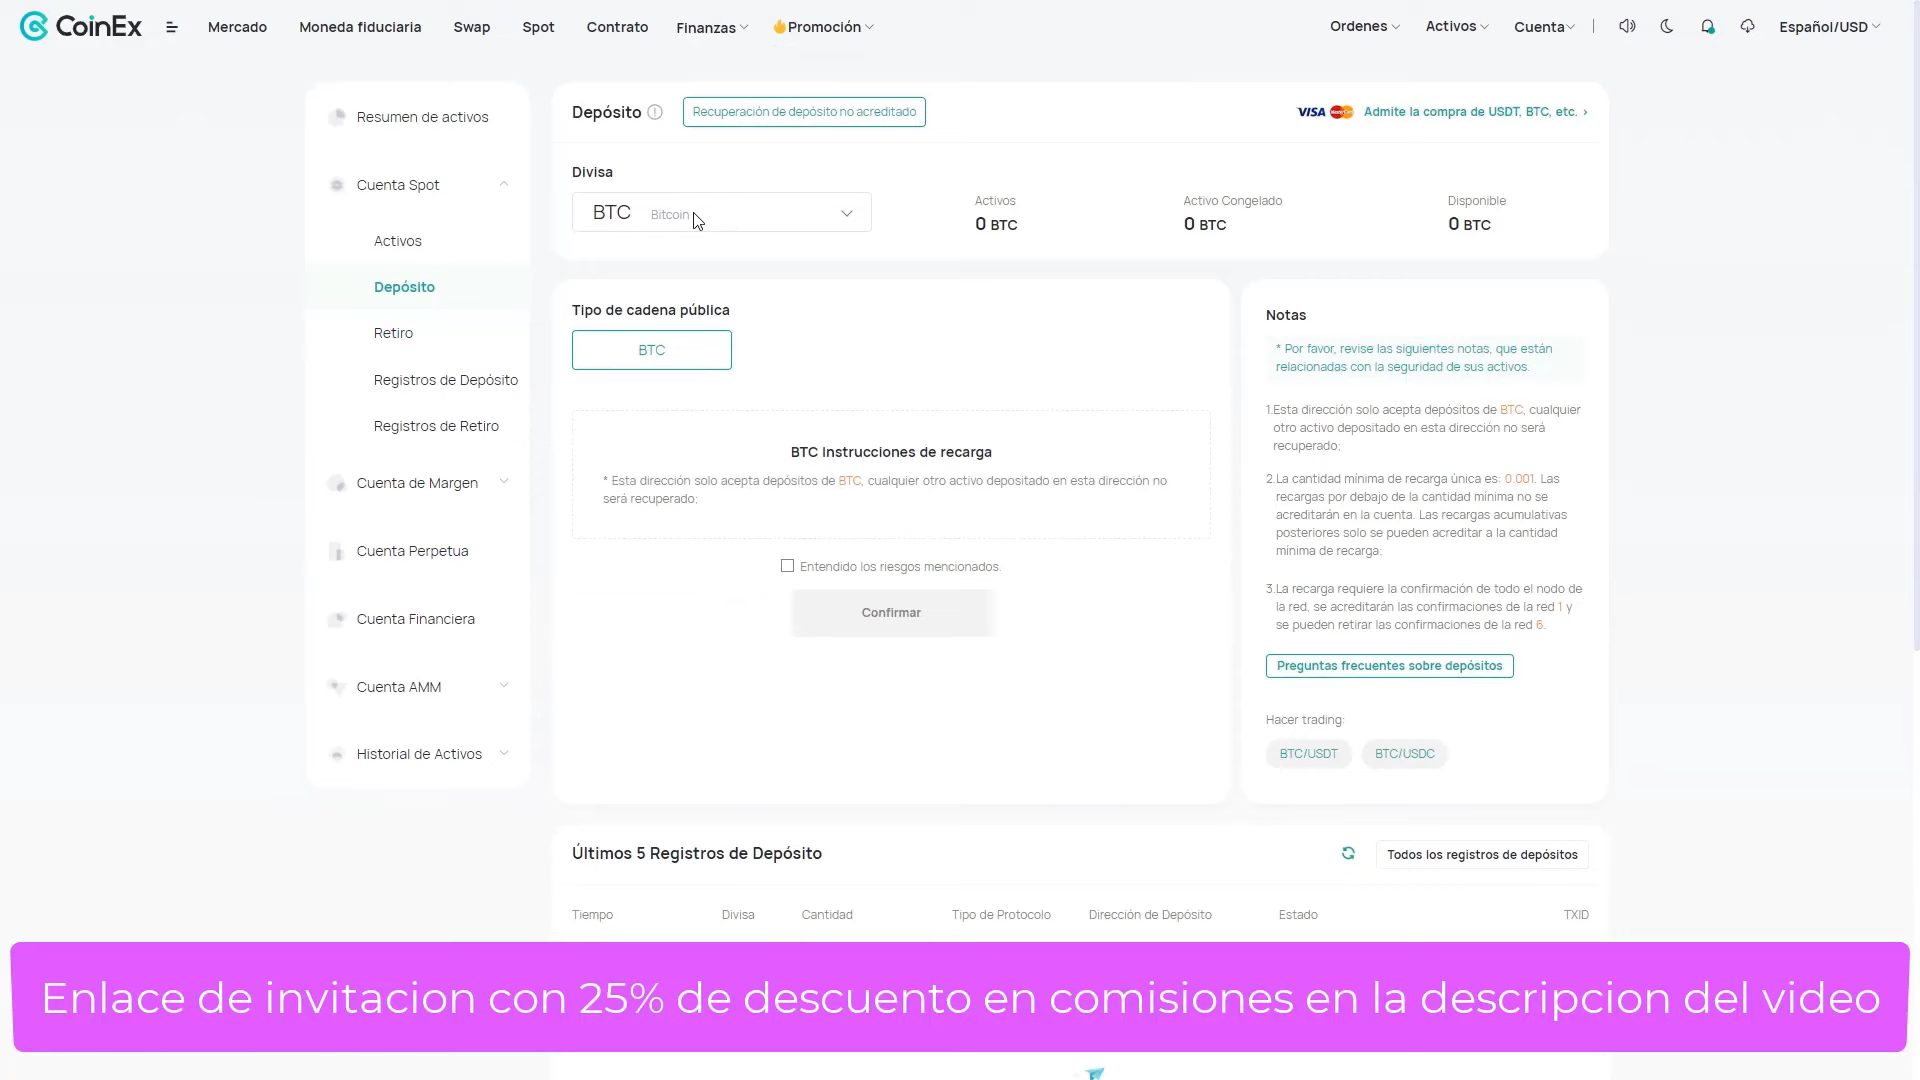 CoinEx
Mercado
Moneda fiduciaria
Swap
Spot
Contrato
Finanzas
Promoción
Ordenes
Activos
Cuenta
Español/USD
Resumen de activos
Cuenta Spot
Activos
Depósito
Retiro
Registros de Depósito
Registros de Retiro
Cuenta de Margen
Cuenta Perpetua
Cuenta Financiera
Cuenta AMM
Historial de Activos
Depósito
Recuperación de depósito no acreditado
VISA
Admite la compra de USDT, BTC, etc. ›
Divisa
BTC Bitcoin
Activos
0 BTC
Activo Congelado
0 BTC
Disponible
0 BTC
Tipo de cadena pública
BTC
BTC Instrucciones de recarga
* Esta dirección solo acepta depósitos de BTC, cualquier otro activo depositado en esta dirección no
será recuperado;
Entendido los riesgos mencionados.
Confirmar
Notas
* Por favor, revise las siguientes notas, que están
relacionadas con la seguridad de sus activos.
1.Esta dirección solo acepta depósitos de BTC, cualquier
otro activo depositado en esta dirección no será
recuperado;
2.La cantidad mínima de recarga única es: 0.001. Las
recargas por debajo de la cantidad mínima no se
acreditarán en la cuenta. Las recargas acumulativas
posteriores solo se pueden acreditar a la cantidad
mínima de recarga;
3.La recarga requiere la confirmación de todo el nodo de
la red, se acreditarán las confirmaciones de la red 1 y
se pueden retirar las confirmaciones de la red 6.
Preguntas frecuentes sobre depósitos
Hacer trading:
BTC/USDT
BTC/USDC
Últimos 5 Registros de Depósito
Todos los registros de depósitos
Tiempo
Divisa
Cantidad
Tipo de Protocolo
Dirección de Depósito
Estado
TXID
Enlace de invitacion con 25% de descuento en comisiones en la descripcion del video